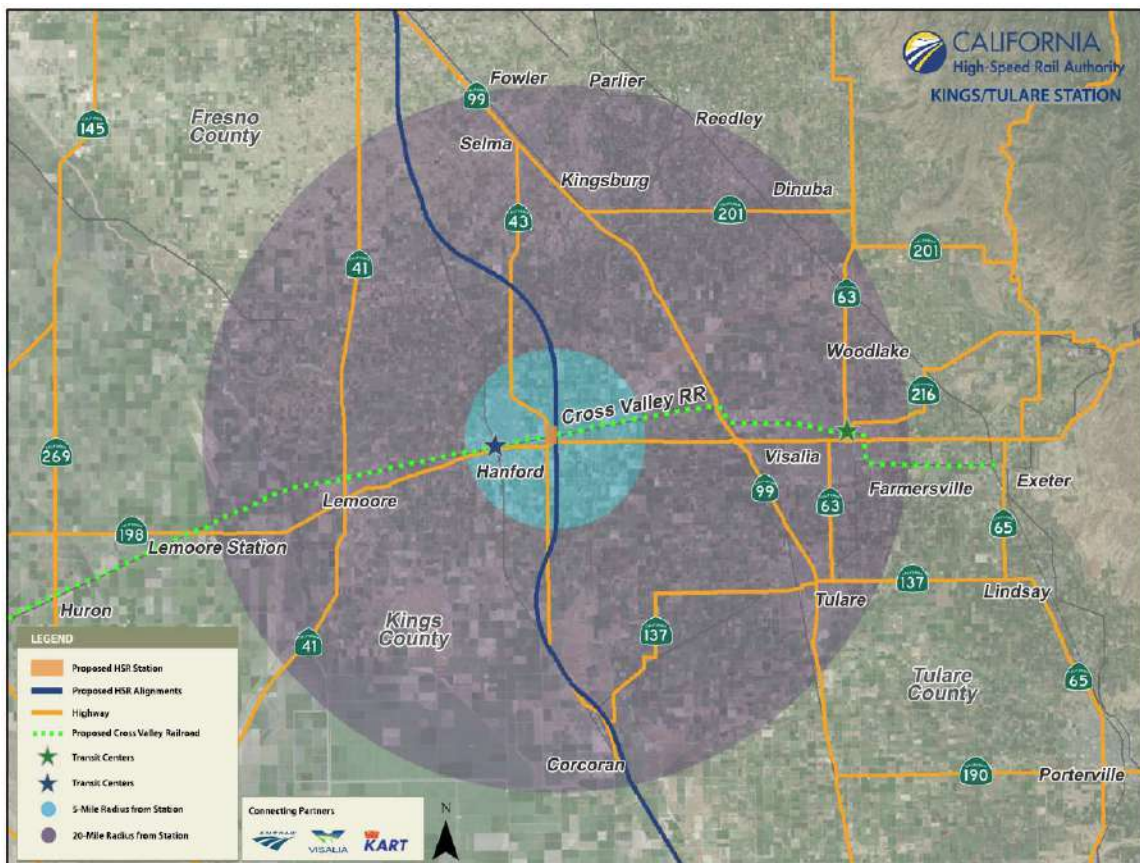 CALIFORNIA
High-Speed Rail Authority
KINGS/TULARE STATION
Fowler
Parlier
99
Reedley
Fresno
County
CALIFORNIA
145
Selma
Kingsburg
Dinuba
201
43
201
41
63
Woodlake
216
Cross Valley RR
269
Hanford
Visalia
Exeter
Lemoore
99
63
Farmersville
65
198
Lemoore Station
137
Lindsay
Tulare
Huron
Kings
County
137
41
Tulare
County
65
Corcoran
190
Porterville
LEGEND
Proposed HSR Station
Proposed HSR Alignments
Highway
Proposed Cross Valley Railroad
Transit Centers
Transit Centers
5-Mile Radius from Station
20-Mile Radius from Station
Connecting Partners
AMTRAK
VISALIA
KART
N